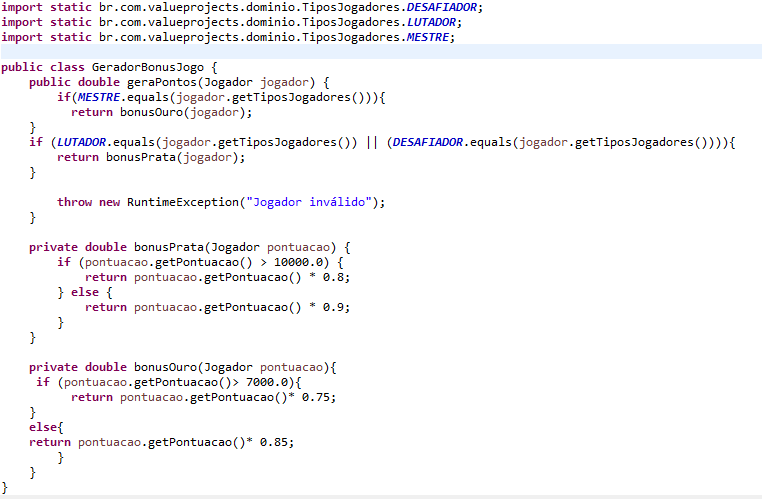 import static br.com.valueprojects.dominio.TiposJogadores.DESAFIADOR;
import static br.com.valueprojects.dominio.TiposJogadores.LUTADOR;
import static br.com.valueprojects.dominio.TiposJogadores.MESTRE;

public class GeradorBonusJogo {
    public double geraPontos(Jogador jogador) {
        if(MESTRE.equals(jogador.getTiposJogadores())){
          return bonusOuro(jogador);
    }
    if (LUTADOR.equals(jogador.getTiposJogadores()) || (DESAFIADOR.equals(jogador.getTiposJogadores()))){
        return bonusPrata(jogador);
    }

        throw new RuntimeException("Jogador inválido");
    }

    private double bonusPrata(Jogador pontuacao) {
        if (pontuacao.getPontuacao() > 10000.0) {
            return pontuacao.getPontuacao() * 0.8;
        } else {
            return pontuacao.getPontuacao() * 0.9;
        }
    }

    private double bonusOuro(Jogador pontuacao){
     if (pontuacao.getPontuacao()> 7000.0){
          return pontuacao.getPontuacao()* 0.75;
    }
    else{
    return pontuacao.getPontuacao()* 0.85;
        }
    }
}